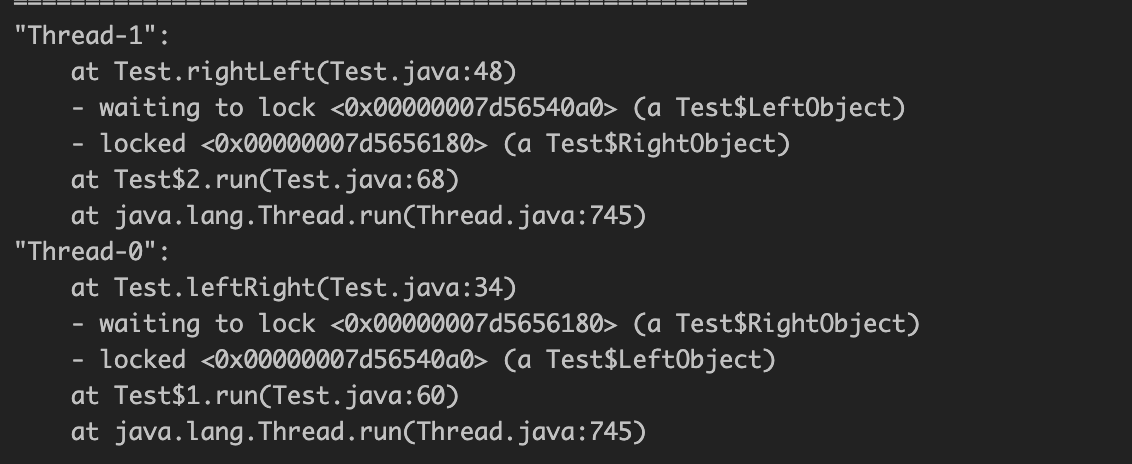 ===================================================
"Thread-1":
    at Test.rightLeft(Test.java:48)
    - waiting to lock <0x00000007d56540a0> (a Test$LeftObject)
    - locked <0x00000007d5656180> (a Test$RightObject)
    at Test$2.run(Test.java:68)
    at java.lang.Thread.run(Thread.java:745)
"Thread-0":
    at Test.leftRight(Test.java:34)
    - waiting to lock <0x00000007d5656180> (a Test$RightObject)
    - locked <0x00000007d56540a0> (a Test$LeftObject)
    at Test$1.run(Test.java:60)
    at java.lang.Thread.run(Thread.java:745)